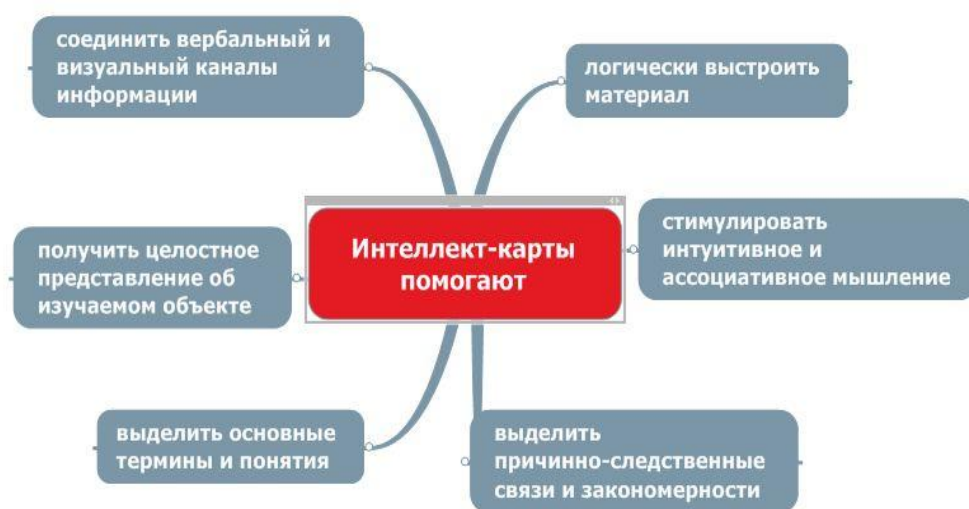 соединить вербальный и
визуальный каналы
информации
логически выстроить
материал
Интеллект-карты
помогают
стимулировать
интуитивное и
ассоциативное мышление
получить целостное
представление об
изучаемом объекте
выделить основные
термины и понятия
выделить
причинно-следственные
связи и закономерности